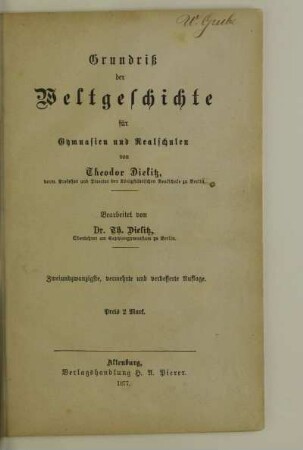 Grundriß
der
Weltgeschichte
für
Gymnasien und Realschulen
von
Theodor Dielitz,
Professor und Director der Königstädtischen Realschule zu Berlin.
Bearbeitet von
Dr. Th. Dielitz,
Oberlehrer am Sophiengymnasium zu Berlin.
Zweiundzwanzigste, vermehrte und verbesserte Auflage.
Preis 2 Mark.
Altenburg,
Verlagshandlung H. A. Pierer.
1877.